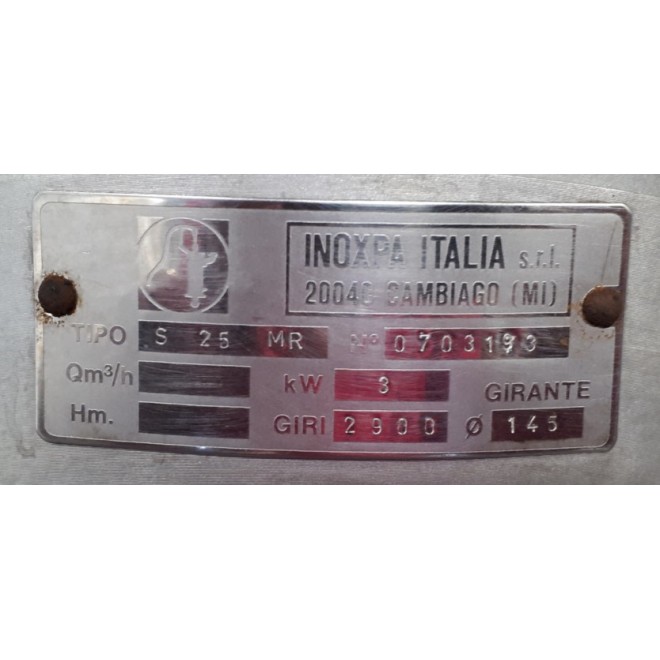 INOXPA ITALIA s.r.l.
20040 CAMBIAGO (MI)
TIPO S 25 MR N° 0703193
Qm³/h kW 3 GIRANTE
Hm. GIRI 2900 Ø 145